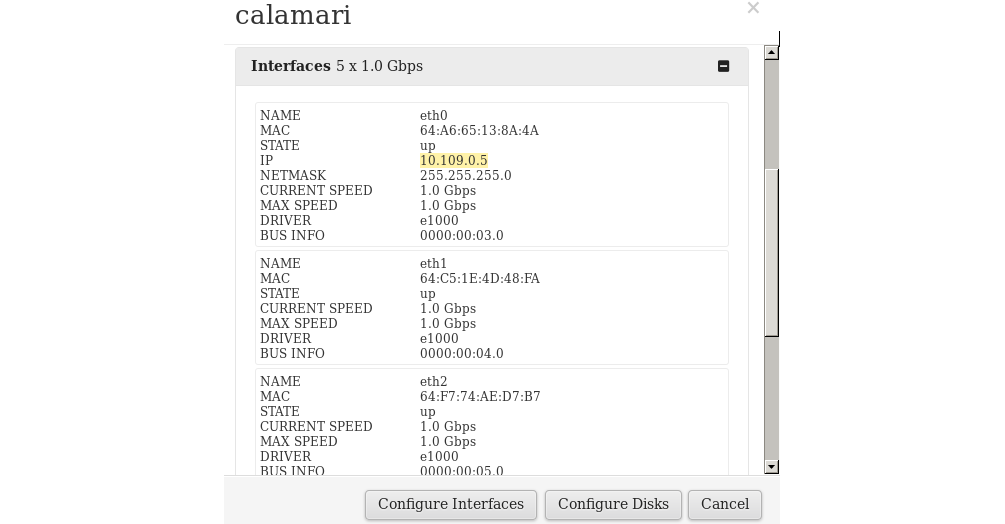 calamari
×
Interfaces 5 x 1.0 Gbps
NAME eth0
MAC 64:A6:65:13:8A:4A
STATE up
IP 10.109.0.5
NETMASK 255.255.255.0
CURRENT SPEED 1.0 Gbps
MAX SPEED 1.0 Gbps
DRIVER e1000
BUS INFO 0000:00:03.0
NAME eth1
MAC 64:C5:1E:4D:48:FA
STATE up
CURRENT SPEED 1.0 Gbps
MAX SPEED 1.0 Gbps
DRIVER e1000
BUS INFO 0000:00:04.0
NAME eth2
MAC 64:F7:74:AE:D7:B7
STATE up
CURRENT SPEED 1.0 Gbps
MAX SPEED 1.0 Gbps
DRIVER e1000
BUS INFO 0000:00:05.0
Configure Interfaces Configure Disks Cancel